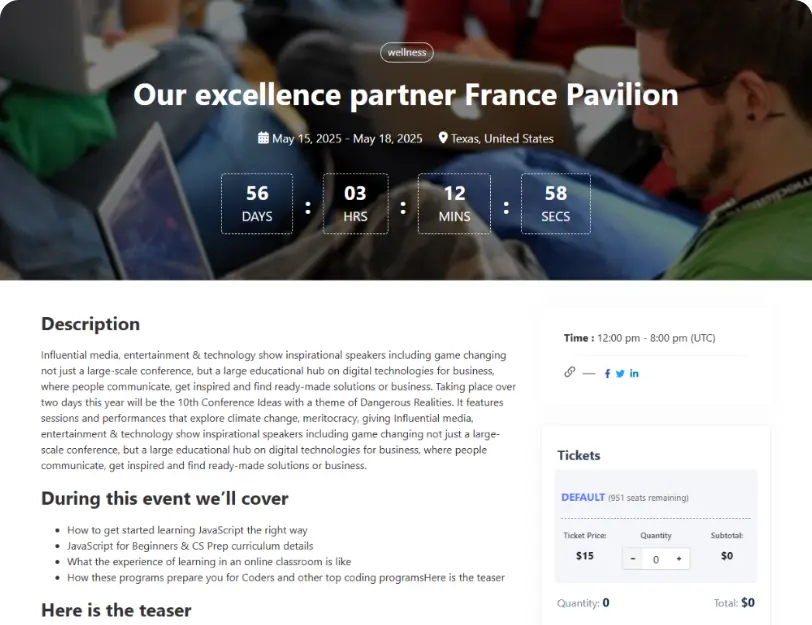 wellness
Our excellence partner France Pavilion
May 15, 2025 - May 18, 2025 Texas, United States
56 : 03 : 12 : 58
DAYS HRS MINS SECS
Description
Influential media, entertainment & technology show inspirational speakers including game changing
not just a large-scale conference, but a large educational hub on digital technologies for business,
where people communicate, get inspired and find ready-made solutions or business. Taking place over
two days this year will be the 10th Conference Ideas with a theme of Dangerous Realities. It features
sessions and performances that explore climate change, meritocracy, giving Influential media,
entertainment & technology show inspirational speakers including game changing not just a large-
scale conference, but a large educational hub on digital technologies for business, where people
communicate, get inspired and find ready-made solutions or business.
During this event we’ll cover
• How to get started learning JavaScript the right way
• JavaScript for Beginners & CS Prep curriculum details
• What the experience of learning in an online classroom is like
• How these programs prepare you for Coders and other top coding programsHere is the teaser
Here is the teaser
Time : 12:00 pm - 8:00 pm (UTC)
Tickets
DEFAULT (951 seats remaining)
Ticket Price: Quantity Subtotal:
$15 - 0 + $0
Quantity: 0 Total: $0